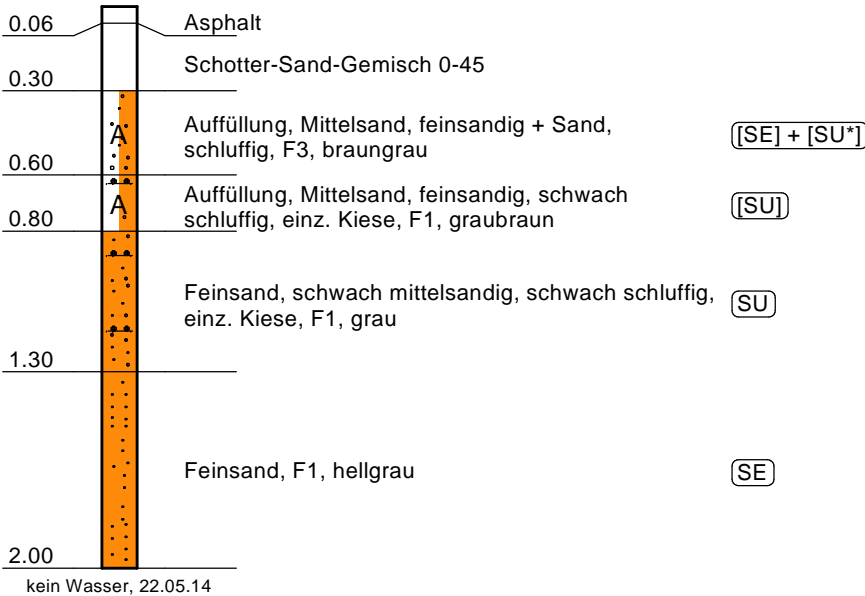 0.06 Asphalt
Schotter-Sand-Gemisch 0-45
0.30
A Auffüllung, Mittelsand, feinsandig + Sand, [SE] + [SU*]
schluffig, F3, braungrau
0.60
A Auffüllung, Mittelsand, feinsandig, schwach [SU]
schluffig, einz. Kiese, F1, graubraun
0.80
Feinsand, schwach mittelsandig, schwach schluffig, SU
einz. Kiese, F1, grau
1.30
Feinsand, F1, hellgrau SE
2.00
kein Wasser, 22.05.14